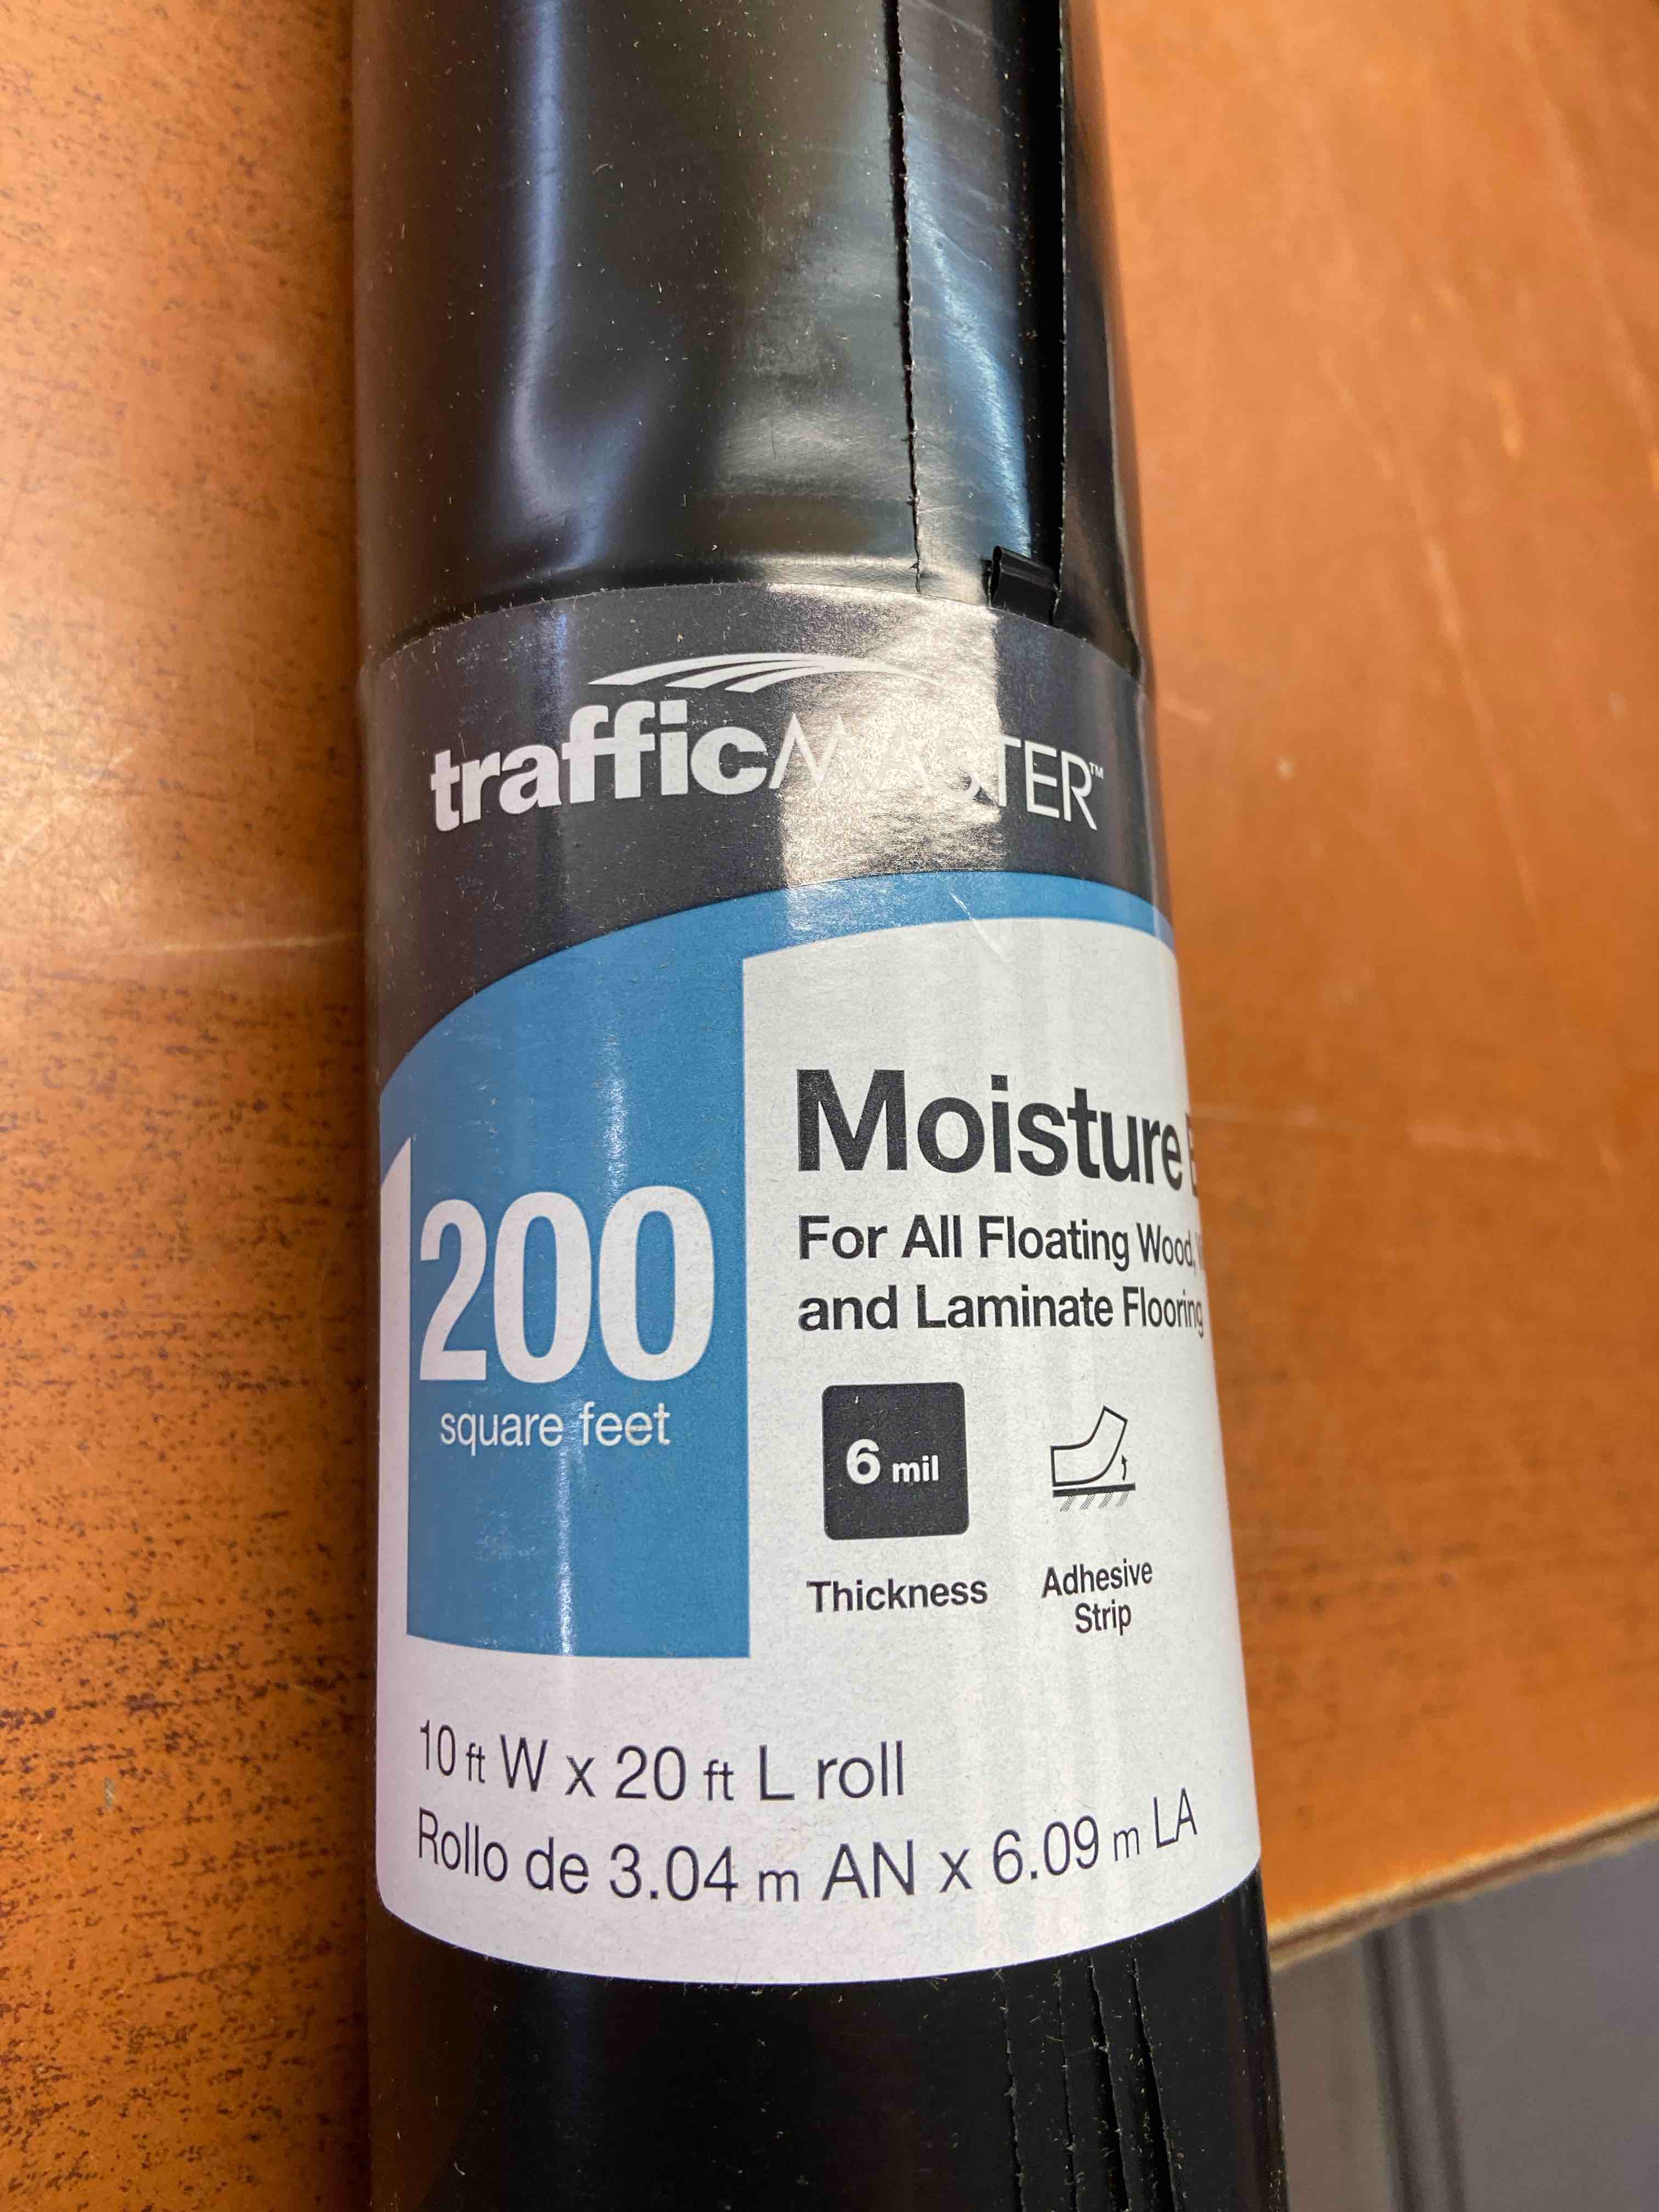 trafficMASTER™
200
square feet
Moisture
For All Floating Wood,
and Laminate Flooring
6 mil
Thickness
Adhesive
Strip
10 ft W x 20 ft L roll
Rollo de 3.04 m AN x 6.09 m LA